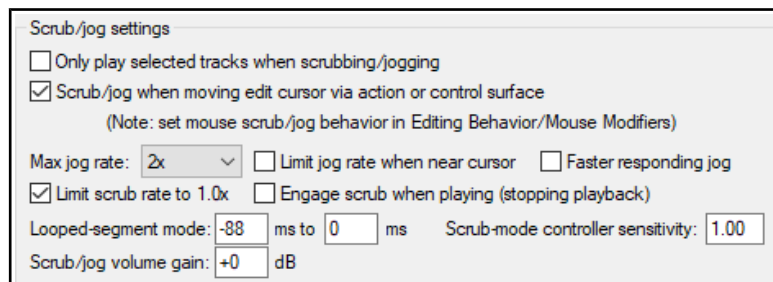 Scrub/jog settings
Only play selected tracks when scrubbing/jogging
Scrub/jog when moving edit cursor via action or control surface
(Note: set mouse scrub/jog behavior in Editing Behavior/Mouse Modifiers)
Max jog rate: 2x Limit jog rate when near cursor Faster responding jog
Limit scrub rate to 1.0x Engage scrub when playing (stopping playback)
Looped-segment mode: -88 ms to 0 ms Scrub-mode controller sensitivity: 1.00
Scrub/jog volume gain: +0 dB